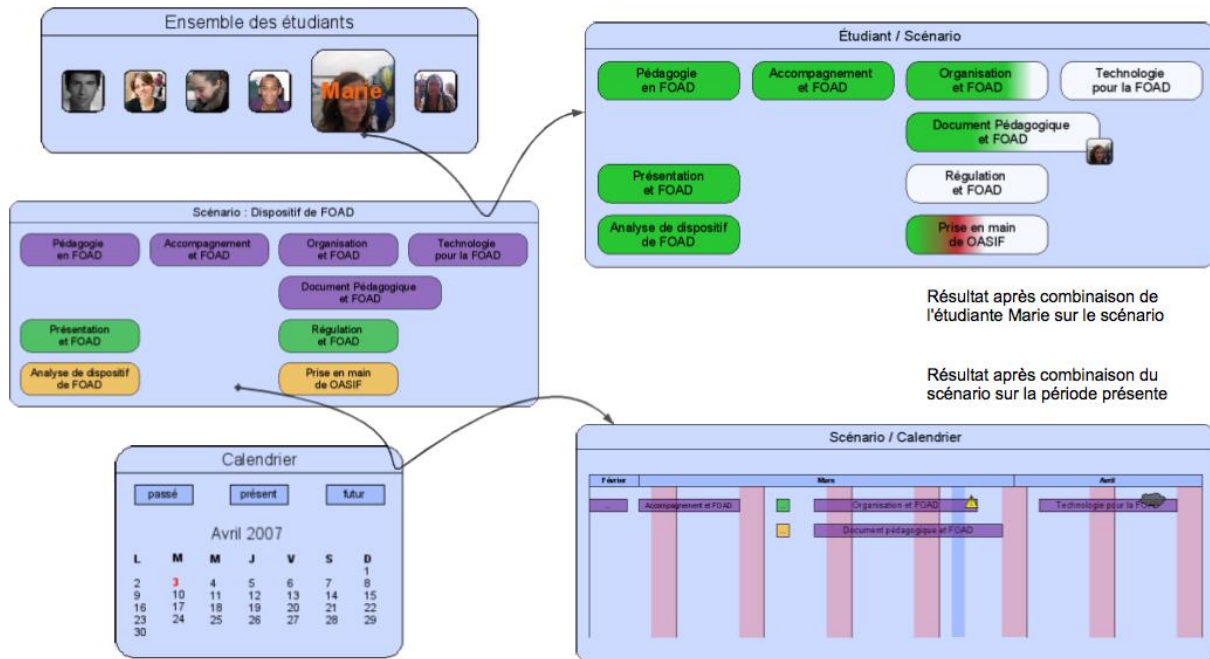 Ensemble des étudiants
Marie
Scénario : Dispositif de FOAD
Pédagogie
en FOAD
Accompagnement
et FOAD
Organisation
et FOAD
Technologie
pour la FOAD
Document Pédagogique
et FOAD
Présentation
et FOAD
Régulation
et FOAD
Analyse de dispositif
de FOAD
Prise en main
de OASIF
Calendrier
passé
présent
futur
Avril 2007
L M M J V S D
1
2 3 4 5 6 7 8
9 10 11 12 13 14 15
16 17 18 19 20 21 22
23 24 25 26 27 28 29
30
Étudiant / Scénario
Pédagogie
en FOAD
Accompagnement
et FOAD
Organisation
et FOAD
Technologie
pour la FOAD
Document Pédagogique
et FOAD
Présentation
et FOAD
Régulation
et FOAD
Analyse de dispositif
de FOAD
Prise en main
de OASIF
Résultat après combinaison de
l'étudiante Marie sur le scénario
Résultat après combinaison du
scénario sur la période présente
Scénario / Calendrier
Février Mars Avril
... Accompagnement et FOAD ... Organisation et FOAD Technologie pour la FOAD
... Document pédagogique et FOAD